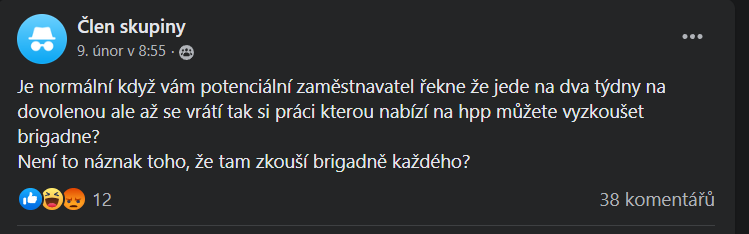 Člen skupiny
9. únor v 8:55 ·
Je normální když vám potenciální zaměstnavatel řekne že jede na dva týdny na
dovolenou ale až se vrátí tak si práci kterou nabízí na hpp můžete vyzkoušet
brigadne?
Není to náznak toho, že tam zkouší brigadně každého?
12
38 komentářů